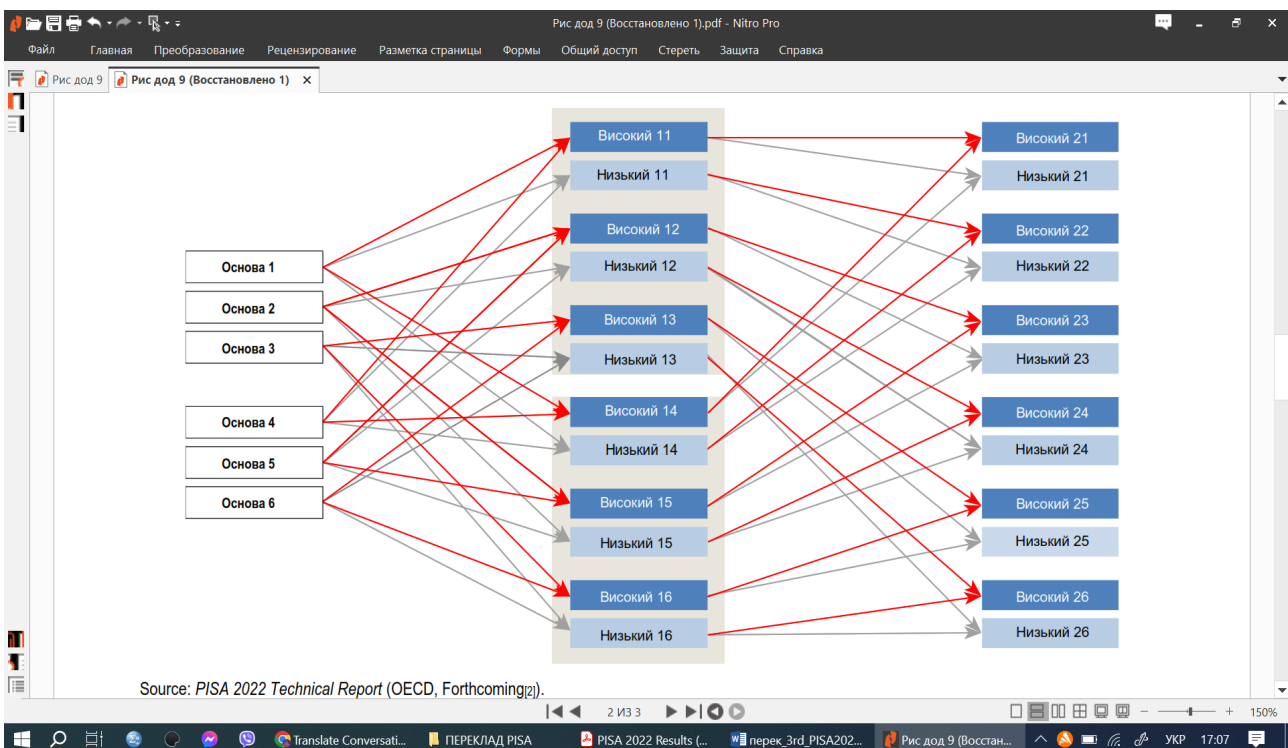 Рис дод 9 (Восстановлено 1).pdf - Nitro Pro
Файл Главная Преобразование Рецензирование Разметка страницы Формы Общий доступ Стереть Защита Справка
Рис дод 9 Рис дод 9 (Восстановлено 1) x
Високий 11
Низький 11
Високий 12
Низький 12
Високий 13
Низький 13
Високий 14
Низький 14
Високий 15
Низький 15
Високий 16
Низький 16
Основа 1
Основа 2
Основа 3
Основа 4
Основа 5
Основа 6
Високий 21
Низький 21
Високий 22
Низький 22
Високий 23
Низький 23
Високий 24
Низький 24
Високий 25
Низький 25
Високий 26
Низький 26
Source: PISA 2022 Technical Report (OECD, Forthcoming[2]).
2 ИЗ 3 150%
Translate Conversati... ПЕРЕКЛАД PISA PISA 2022 Results (... перек_3rd_PISA202... Рис дод 9 (Восстан... УКР 17:07